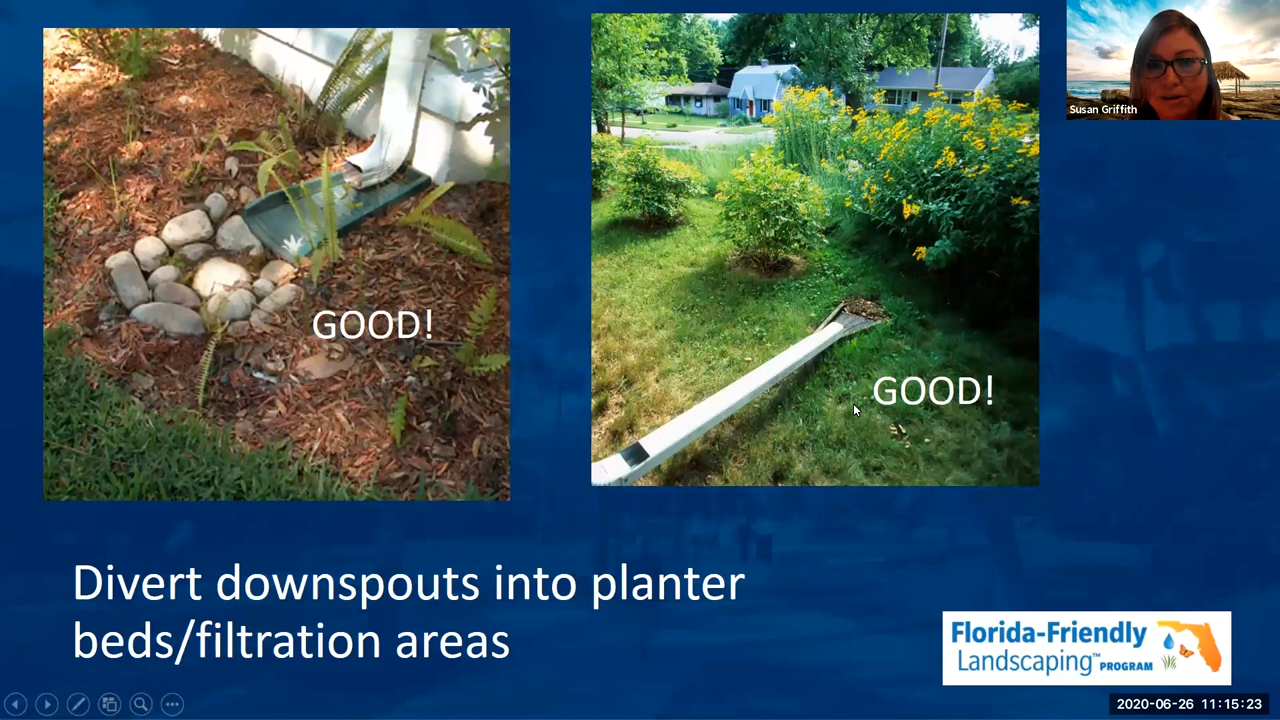 Susan Griffith
GOOD!
GOOD!
Divert downspouts into planter
beds/filtration areas
Florida-Friendly
Landscaping™ PROGRAM
2020-06-26 11:15:23